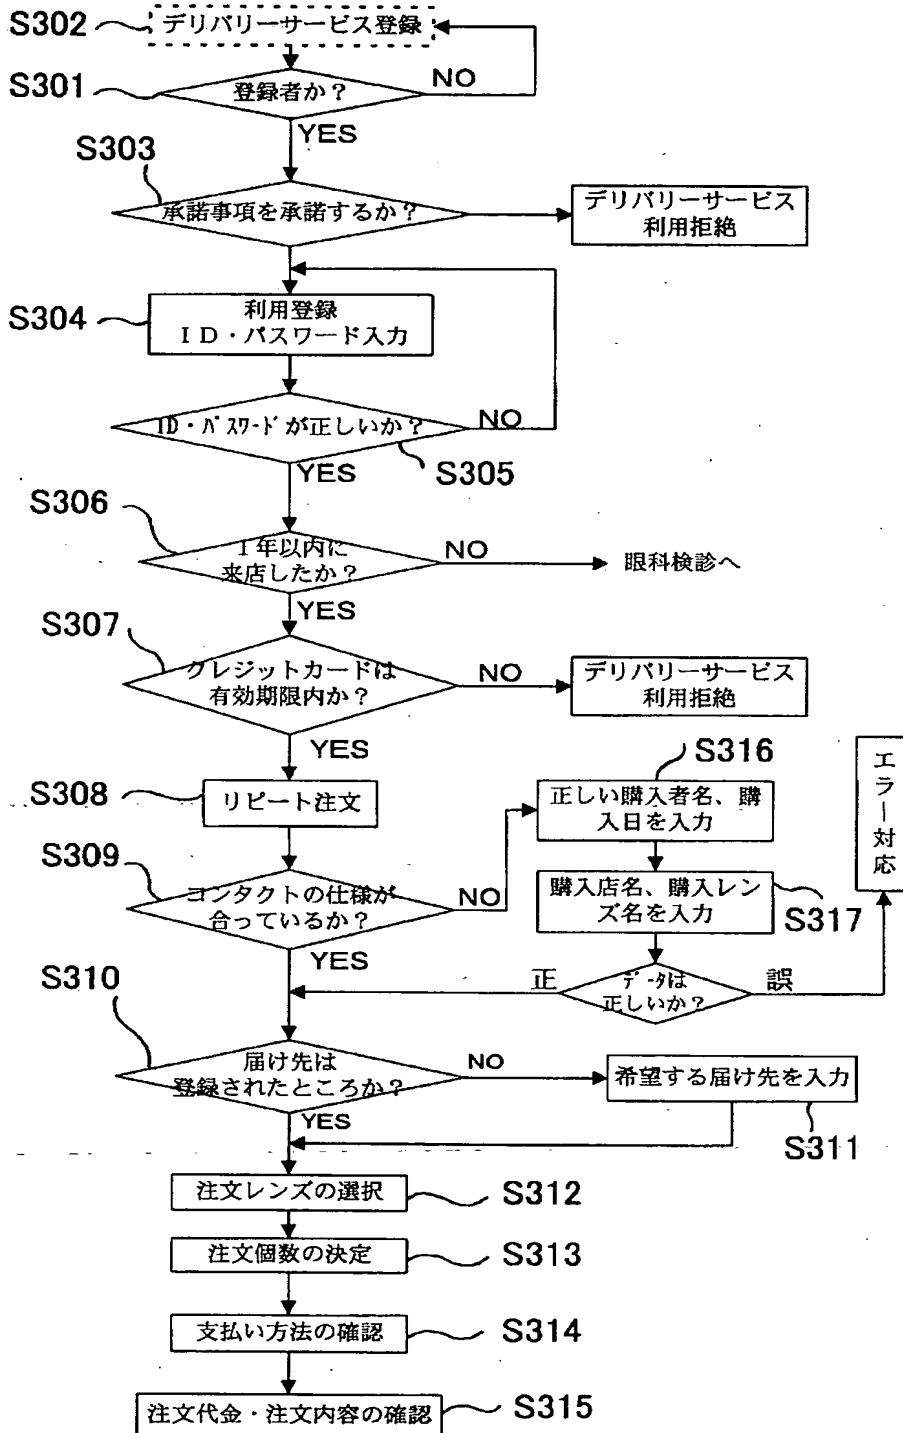 S302
デリバリーサービス登録
S301
登録者か？
NO
YES
S303
承諾事項を承諾するか？
デリバリーサービス
利用拒絶
S304
利用登録
ＩＤ・パスワード入力
ID・ﾊﾟｽﾜｰﾄﾞが正しいか？
NO
S305
YES
S306
１年以内に
来店したか？
NO
眼科検診へ
YES
S307
クレジットカードは
有効期限内か？
NO
デリバリーサービス
利用拒絶
YES
S308
リピート注文
S316
正しい購入者名、購
入日を入力
エラー対応
S309
コンタクトの仕様が
合っているか？
NO
購入店名、購入レン
ズ名を入力
S317
YES
S310
正
ﾃﾞｰﾀは
正しいか？
誤
届け先は
登録されたところか？
NO
希望する届け先を入力
YES
S311
注文レンズの選択
S312
注文個数の決定
S313
支払い方法の確認
S314
注文代金・注文内容の確認
S315